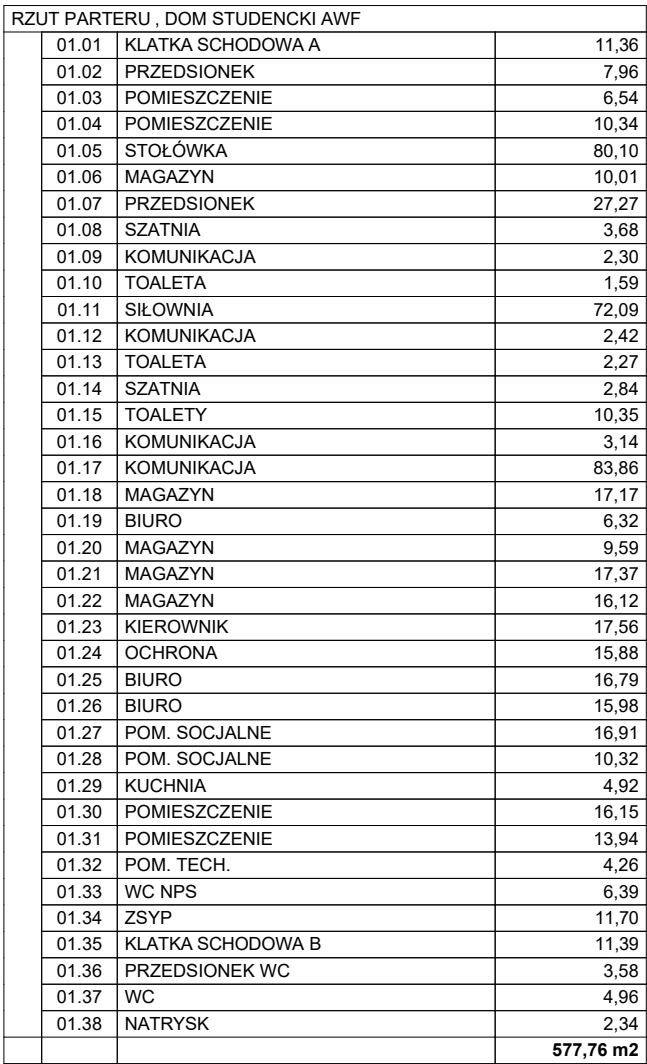 RZUT PARTERU , DOM STUDENCKI AWF
01.01 KLATKA SCHODOWA A 11,36
01.02 PRZEDSIONEK 7,96
01.03 POMIESZCZENIE 6,54
01.04 POMIESZCZENIE 10,34
01.05 STOŁÓWKA 80,10
01.06 MAGAZYN 10,01
01.07 PRZEDSIONEK 27,27
01.08 SZATNIA 3,68
01.09 KOMUNIKACJA 2,30
01.10 TOALETA 1,59
01.11 SIŁOWNIA 72,09
01.12 KOMUNIKACJA 2,42
01.13 TOALETA 2,27
01.14 SZATNIA 2,84
01.15 TOALETY 10,35
01.16 KOMUNIKACJA 3,14
01.17 KOMUNIKACJA 83,86
01.18 MAGAZYN 17,17
01.19 BIURO 6,32
01.20 MAGAZYN 9,59
01.21 MAGAZYN 17,37
01.22 MAGAZYN 16,12
01.23 KIEROWNIK 17,56
01.24 OCHRONA 15,88
01.25 BIURO 16,79
01.26 BIURO 15,98
01.27 POM. SOCJALNE 16,91
01.28 POM. SOCJALNE 10,32
01.29 KUCHNIA 4,92
01.30 POMIESZCZENIE 16,15
01.31 POMIESZCZENIE 13,94
01.32 POM. TECH. 4,26
01.33 WC NPS 6,39
01.34 ZSYP 11,70
01.35 KLATKA SCHODOWA B 11,39
01.36 PRZEDSIONEK WC 3,58
01.37 WC 4,96
01.38 NATRYSK 2,34
577,76 m2